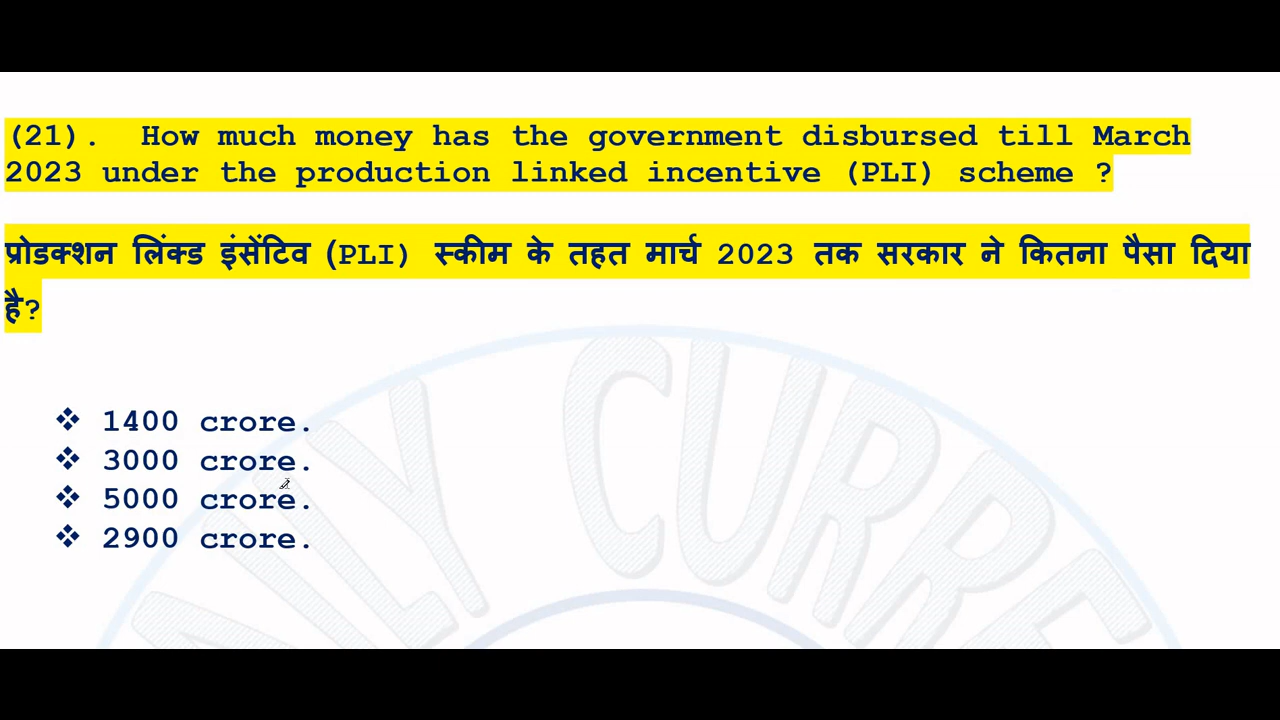 (21). How much money has the government disbursed till March
2023 under the production linked incentive (PLI) scheme ?
प्रोडक्शन लिंक्ड इंसेंटिव (PLI) स्कीम के तहत मार्च 2023 तक सरकार ने कितना पैसा दिया
है?
❖ 1400 crore.
❖ 3000 crore.
❖ 5000 crore.
❖ 2900 crore.